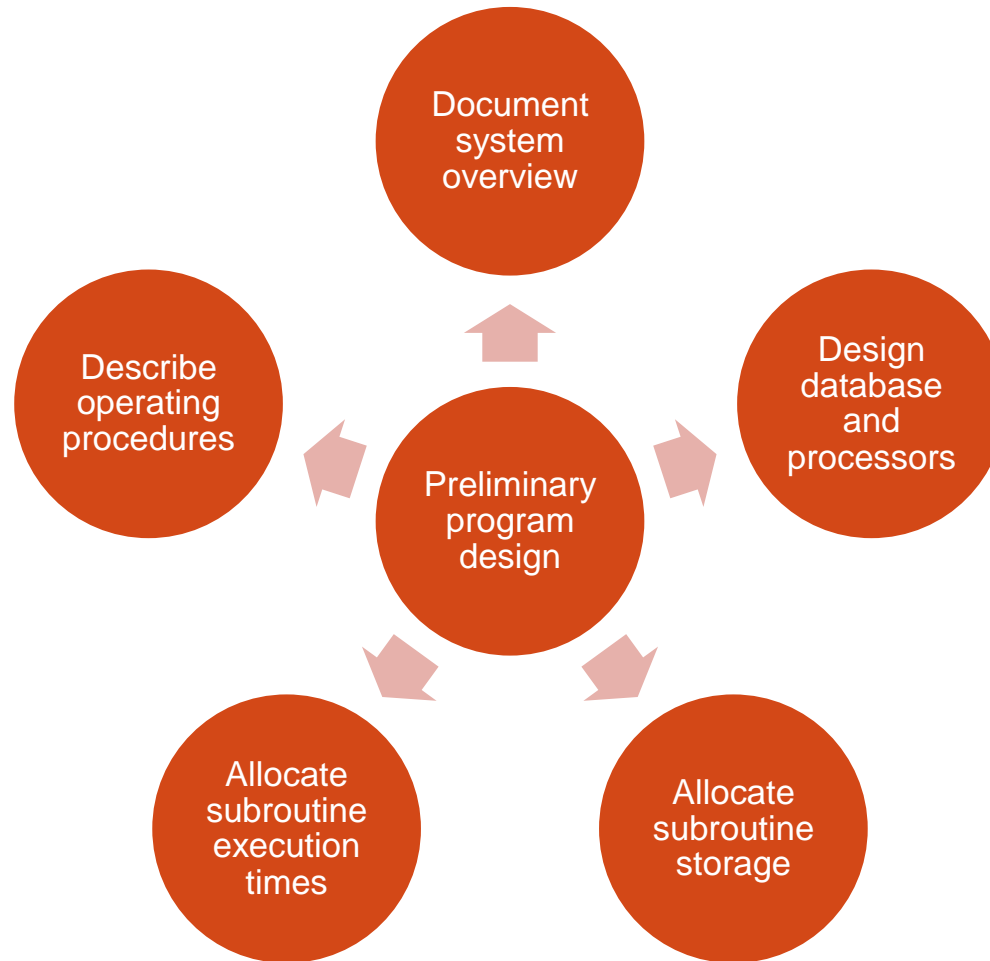 Document
system
overview
Describe
operating
procedures
Design
database
and
processors
Preliminary
program
design
Allocate
subroutine
execution
times
Allocate
subroutine
storage